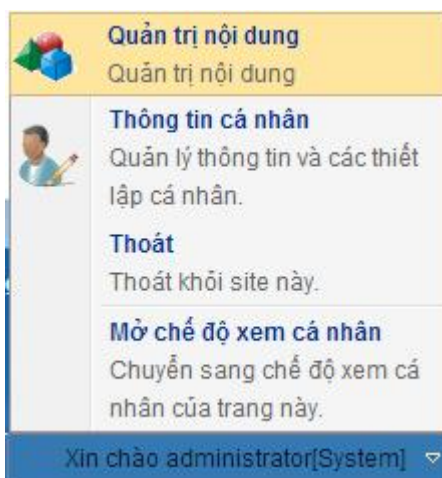 Quản trị nội dung
Quản trị nội dung
Thông tin cá nhân
Quản lý thông tin và các thiết
lập cá nhân.
Thoát
Thoát khỏi site này.
Mở chế độ xem cá nhân
Chuyển sang chế độ xem cá
nhân của trang này.
Xin chào administrator[System]